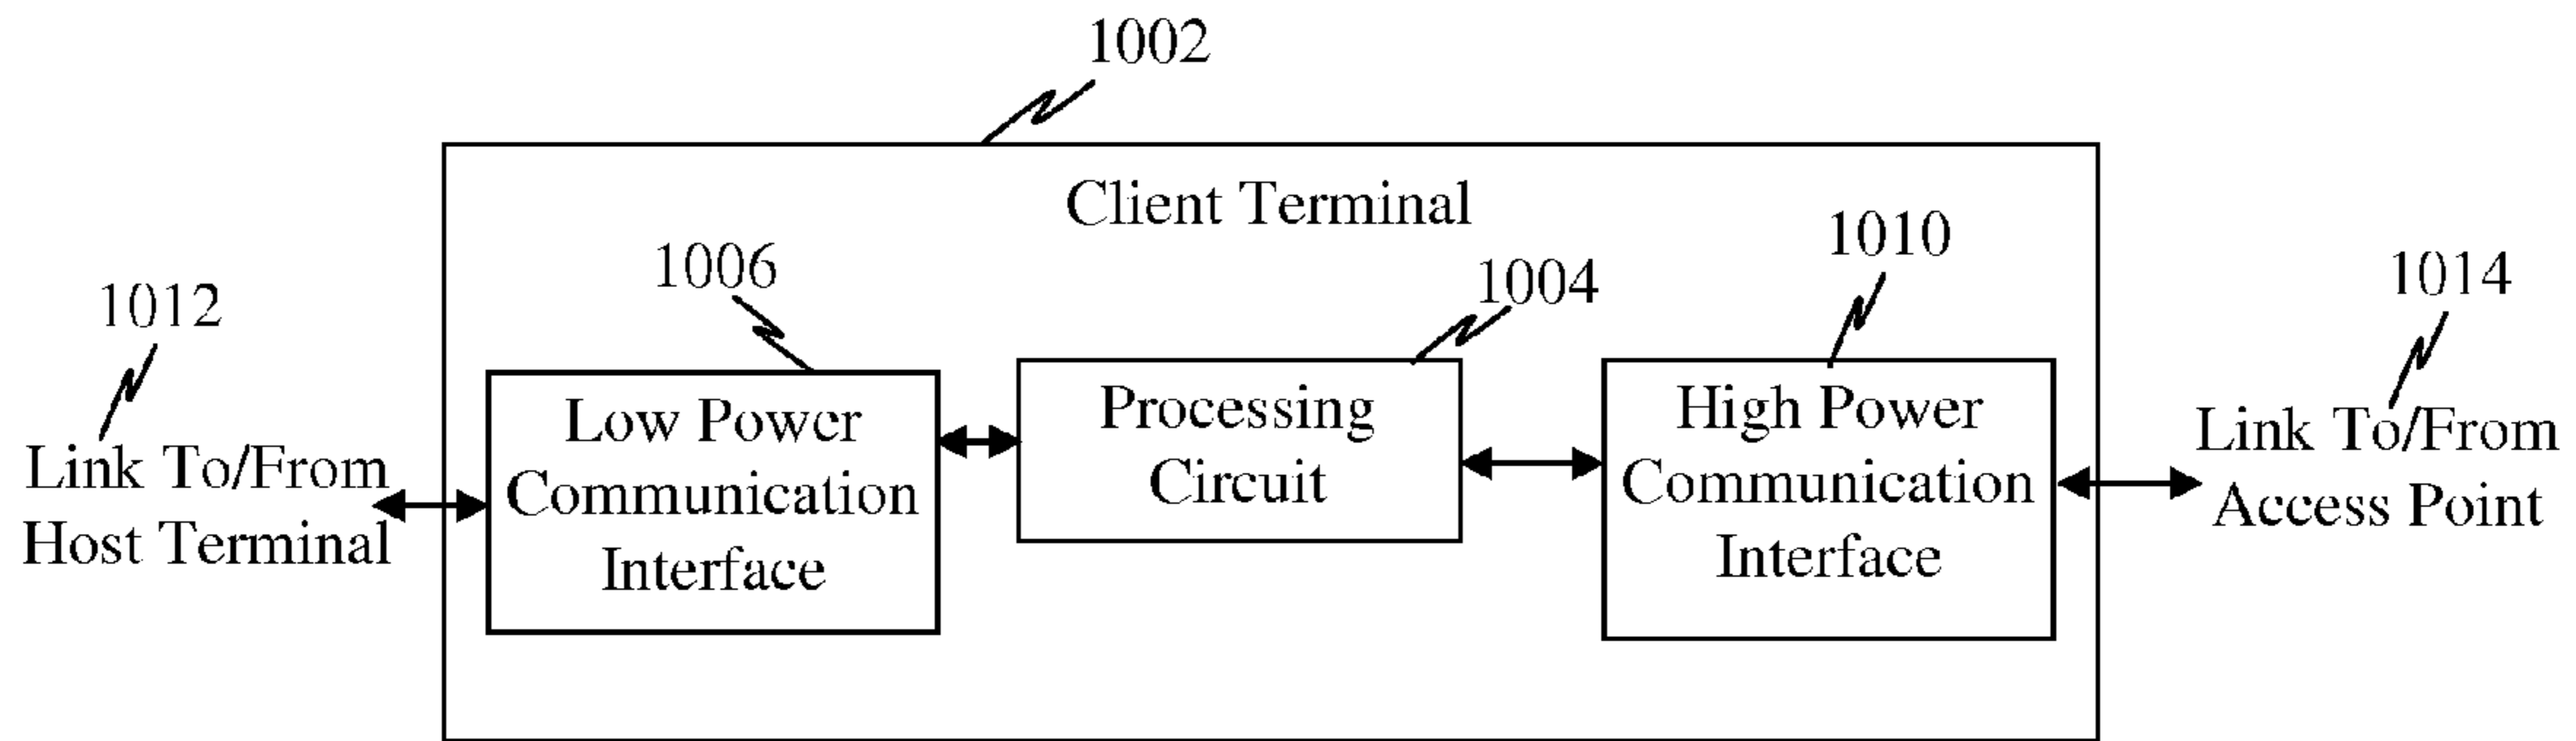 1002
Client Terminal
1006
1004
1010
1012
1014
Link To/From
Host Terminal
Low Power
Communication
Interface
Processing
Circuit
High Power
Communication
Interface
Link To/From
Access Point